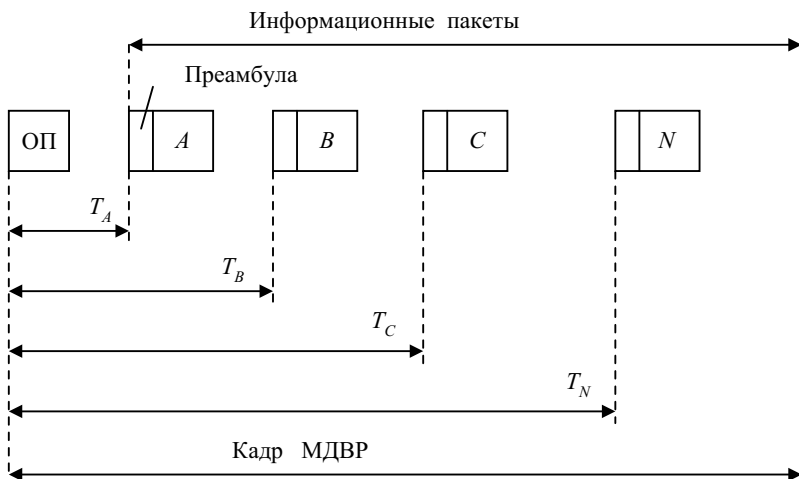 Информационные пакеты
Преамбула
ОП A B C N
T_A
T_B
T_C
T_N
Кадр МДВР